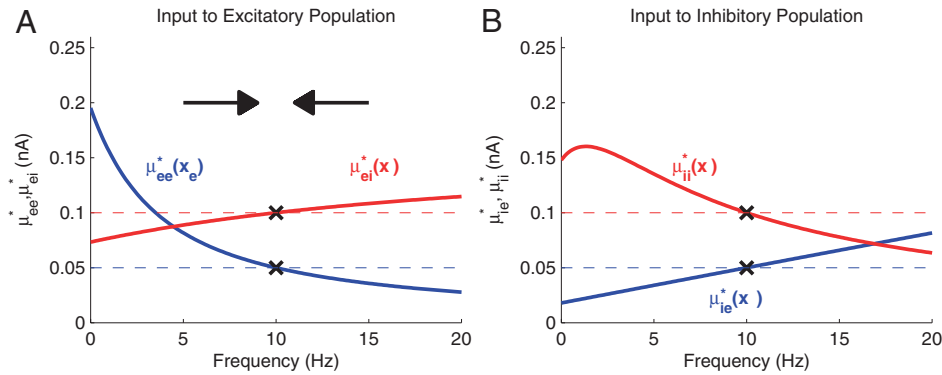 A
Input to Excitatory Population
μ*ee,μ*ei (nA)
0.25
0.2
0.15
0.1
0.05
0
μ*ee(xe)
μ*ei(x )
0 5 10 15 20
Frequency (Hz)
B
Input to Inhibitory Population
μ*ie, μ*ii (nA)
0.25
0.2
0.15
0.1
0.05
0
μ*ii(x )
μ*ie(x )
0 5 10 15 20
Frequency (Hz)